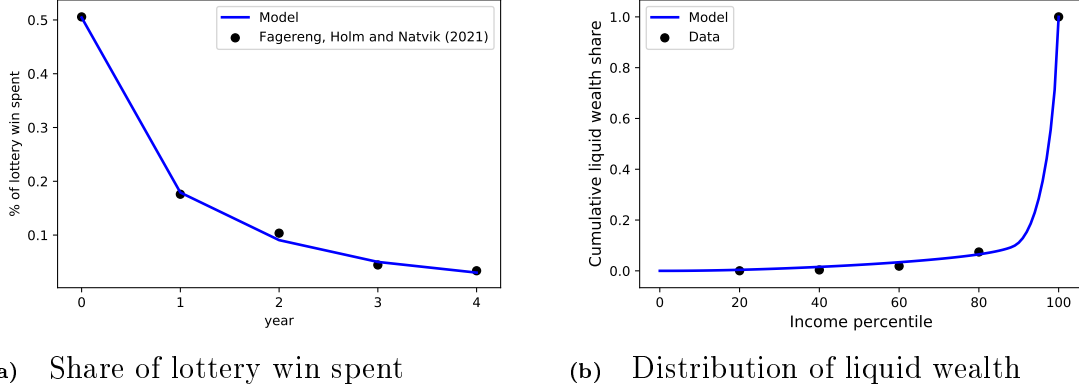 0.5
0.4
0.3
0.2
0.1
% of lottery win spent
Model
Fagereng, Holm and Natvik (2021)
0 1 2 3 4
year
1.0
0.8
0.6
0.4
0.2
0.0
Cumulative liquid wealth share
Model
Data
0 20 40 60 80 100
Income percentile
a) Share of lottery win spent
(b) Distribution of liquid wealth